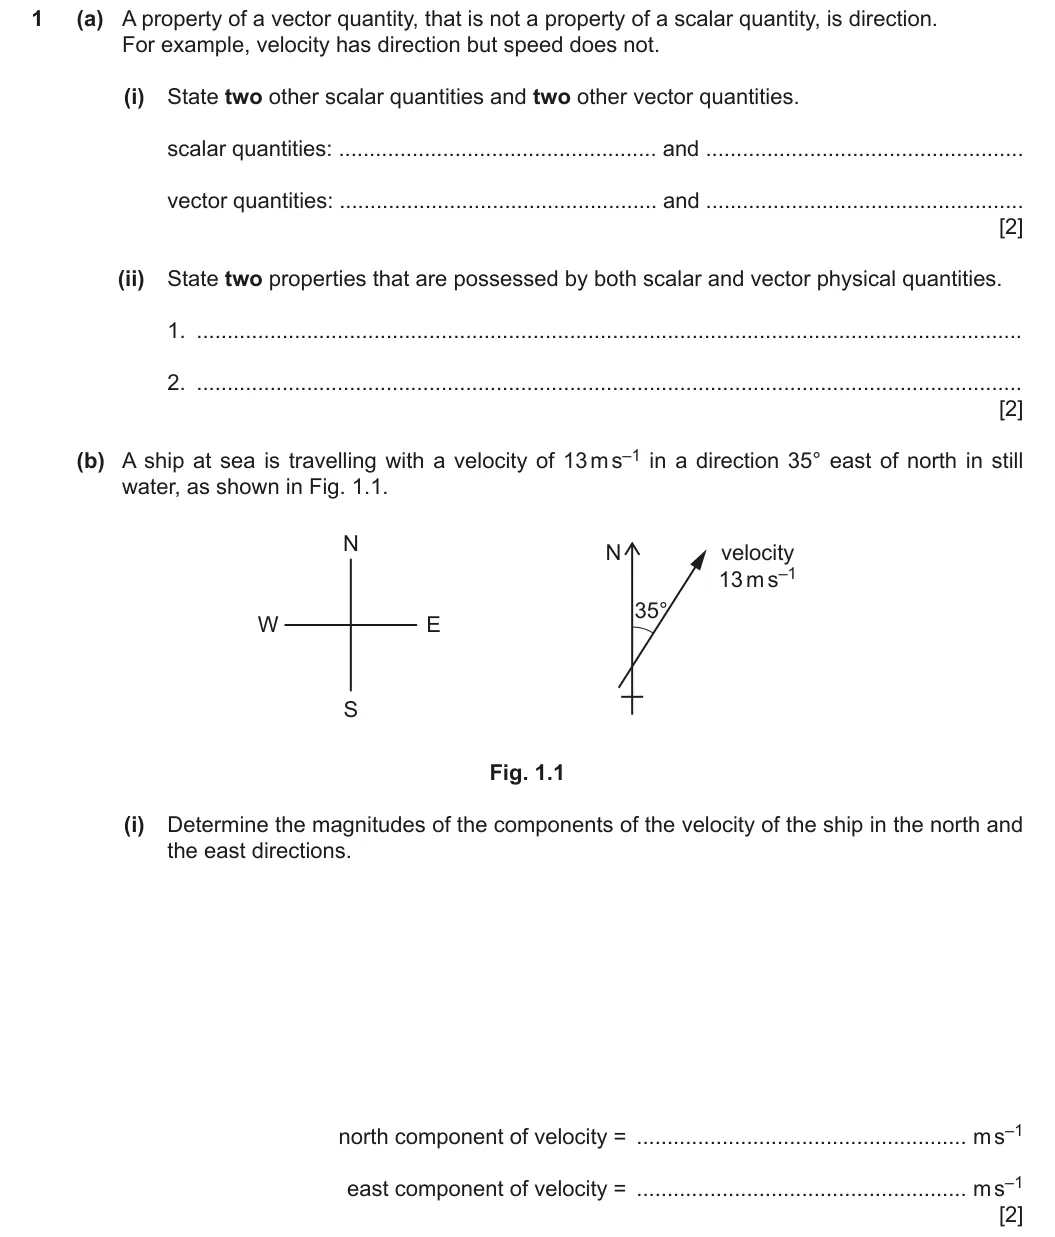 1 (a) A property of a vector quantity, that is not a property of a scalar quantity, is direction.
For example, velocity has direction but speed does not.
(i) State two other scalar quantities and two other vector quantities.
scalar quantities: .................................................... and ....................................................
vector quantities: .................................................... and ....................................................
[2]
(ii) State two properties that are possessed by both scalar and vector physical quantities.
1. .......................................................................................................................................
2. .......................................................................................................................................
[2]
(b) A ship at sea is travelling with a velocity of 13 m s⁻¹ in a direction 35° east of north in still
water, as shown in Fig. 1.1.
N
W E
S
N
velocity
13 m s⁻¹
35°
Fig. 1.1
(i) Determine the magnitudes of the components of the velocity of the ship in the north and
the east directions.
north component of velocity = ...................................................... m s⁻¹
east component of velocity = ...................................................... m s⁻¹
[2]